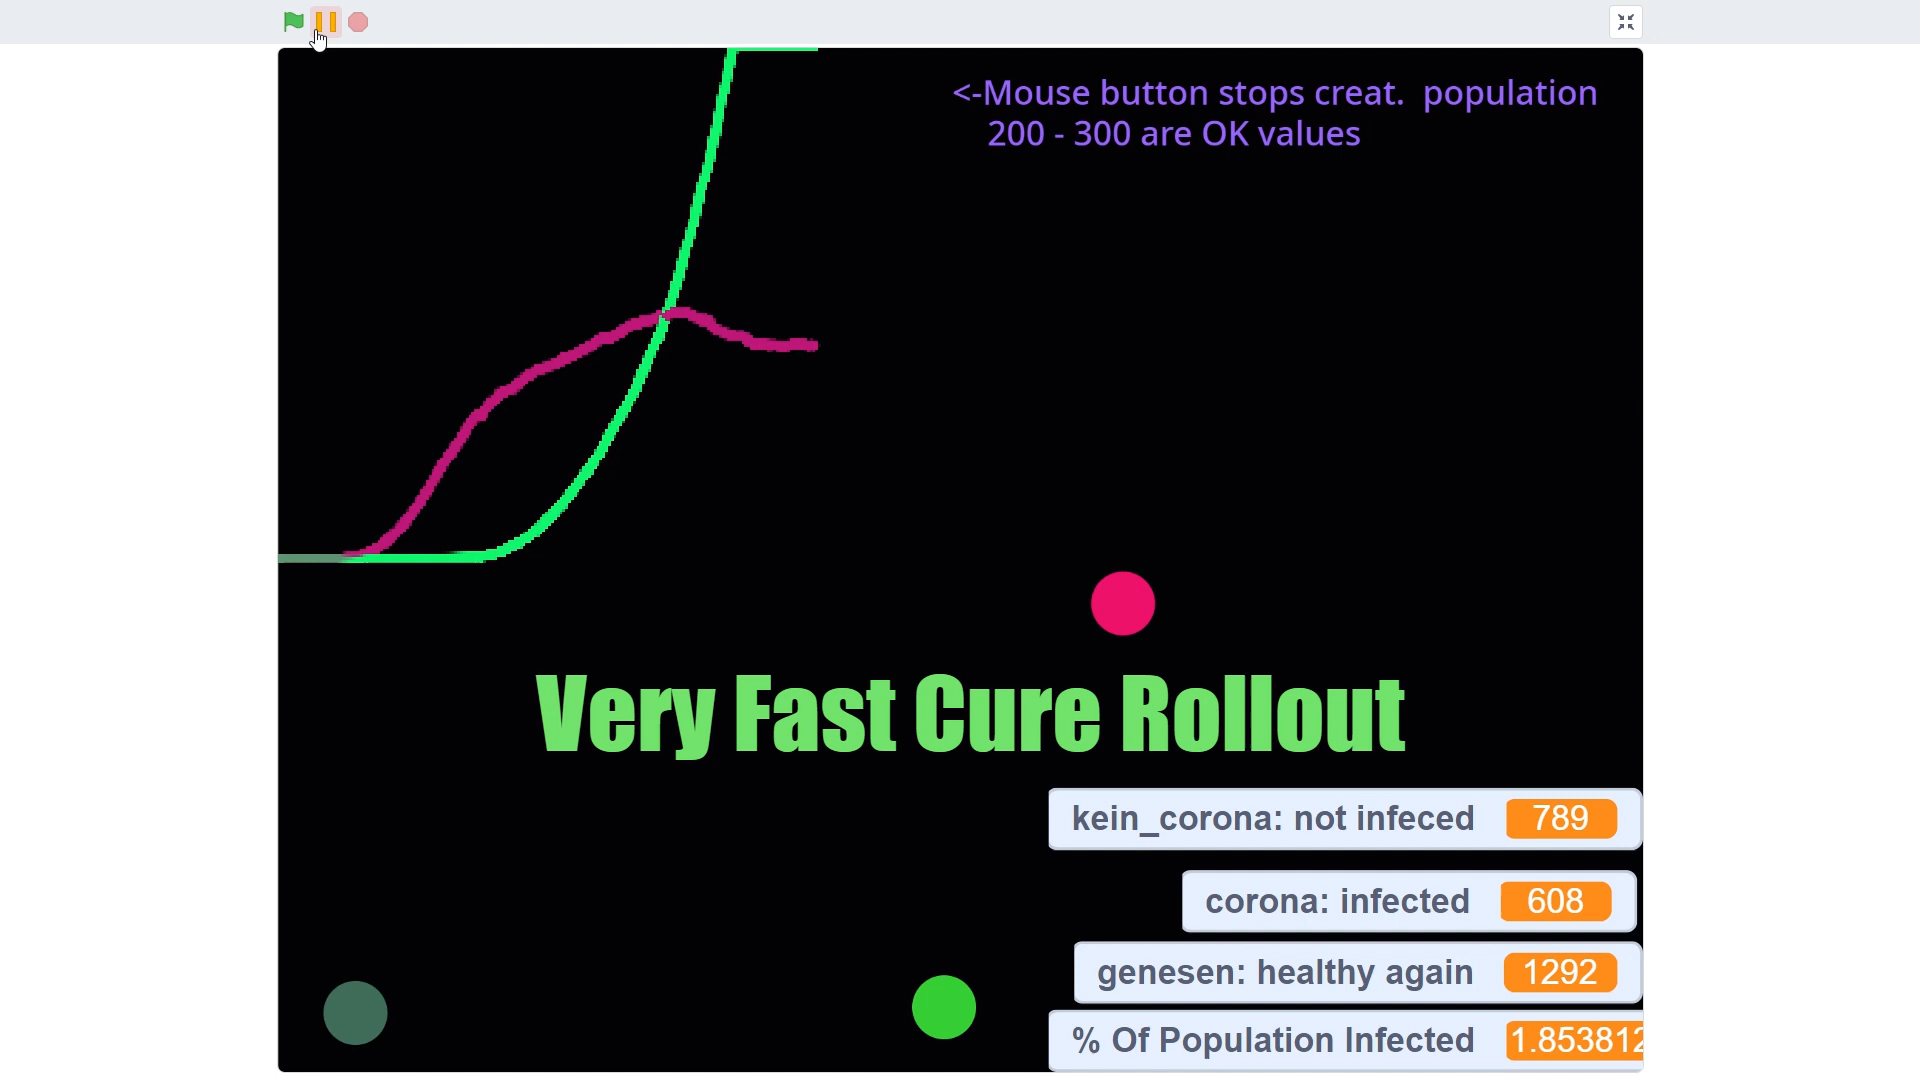 <-Mouse button stops creat.  population
200 - 300 are OK values
Very Fast Cure Rollout
kein_corona: not infeced 789
corona: infected 608
genesen: healthy again 1292
% Of Population Infected 1.853812